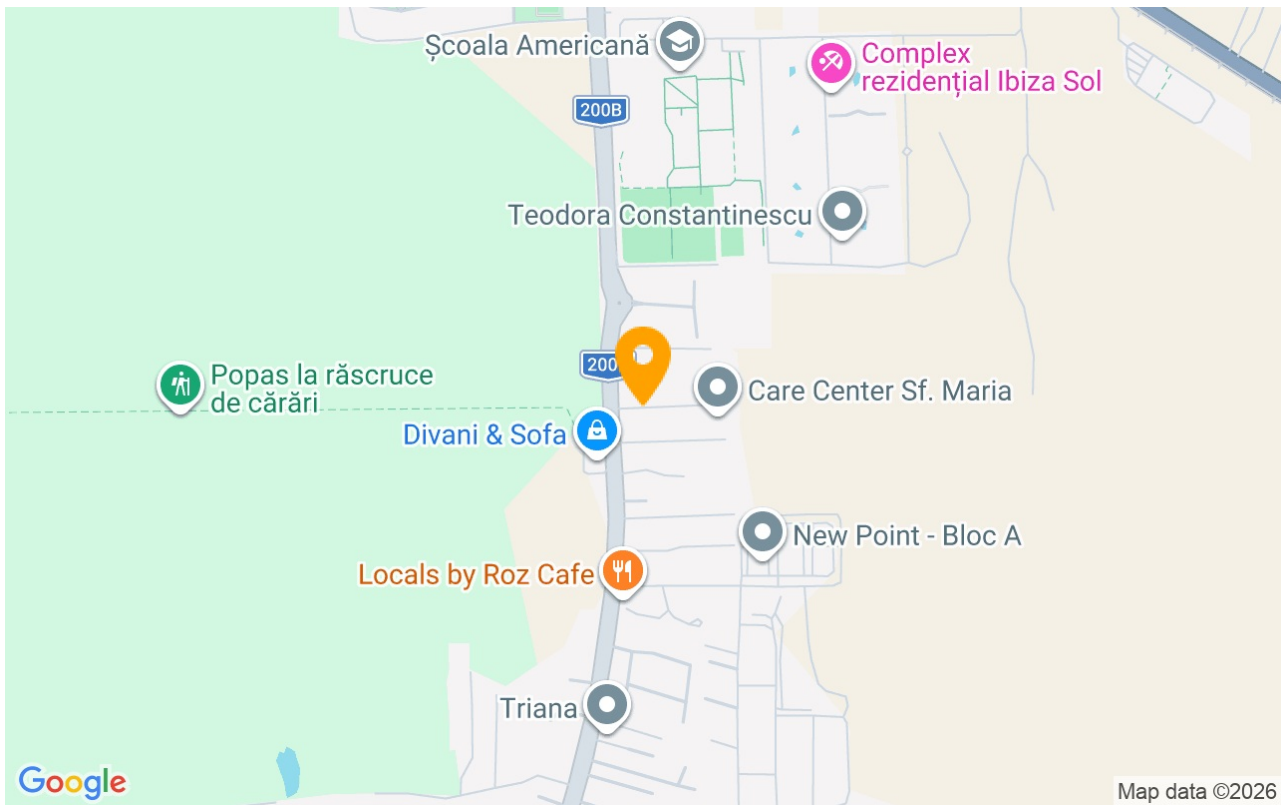 Școala Americană
Complex
rezidențial Ibiza Sol
200B
Teodora Constantinescu
200
Popas la răscruce
de cărări
Care Center Sf. Maria
Divani & Sofa
New Point - Bloc A
Locals by Roz Cafe
Triana
Google
Map data ©2026